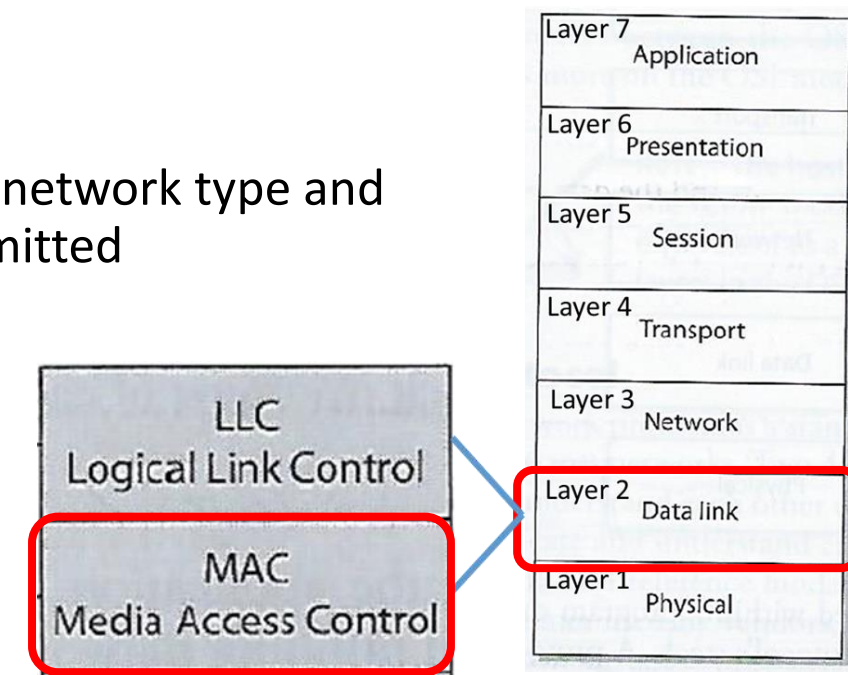 network type and
mitted
LLC
Logical Link Control
MAC
Media Access Control
Layer 7
Application
Layer 6
Presentation
Layer 5
Session
Layer 4
Transport
Layer 3
Network
Layer 2
Data link
Layer 1
Physical